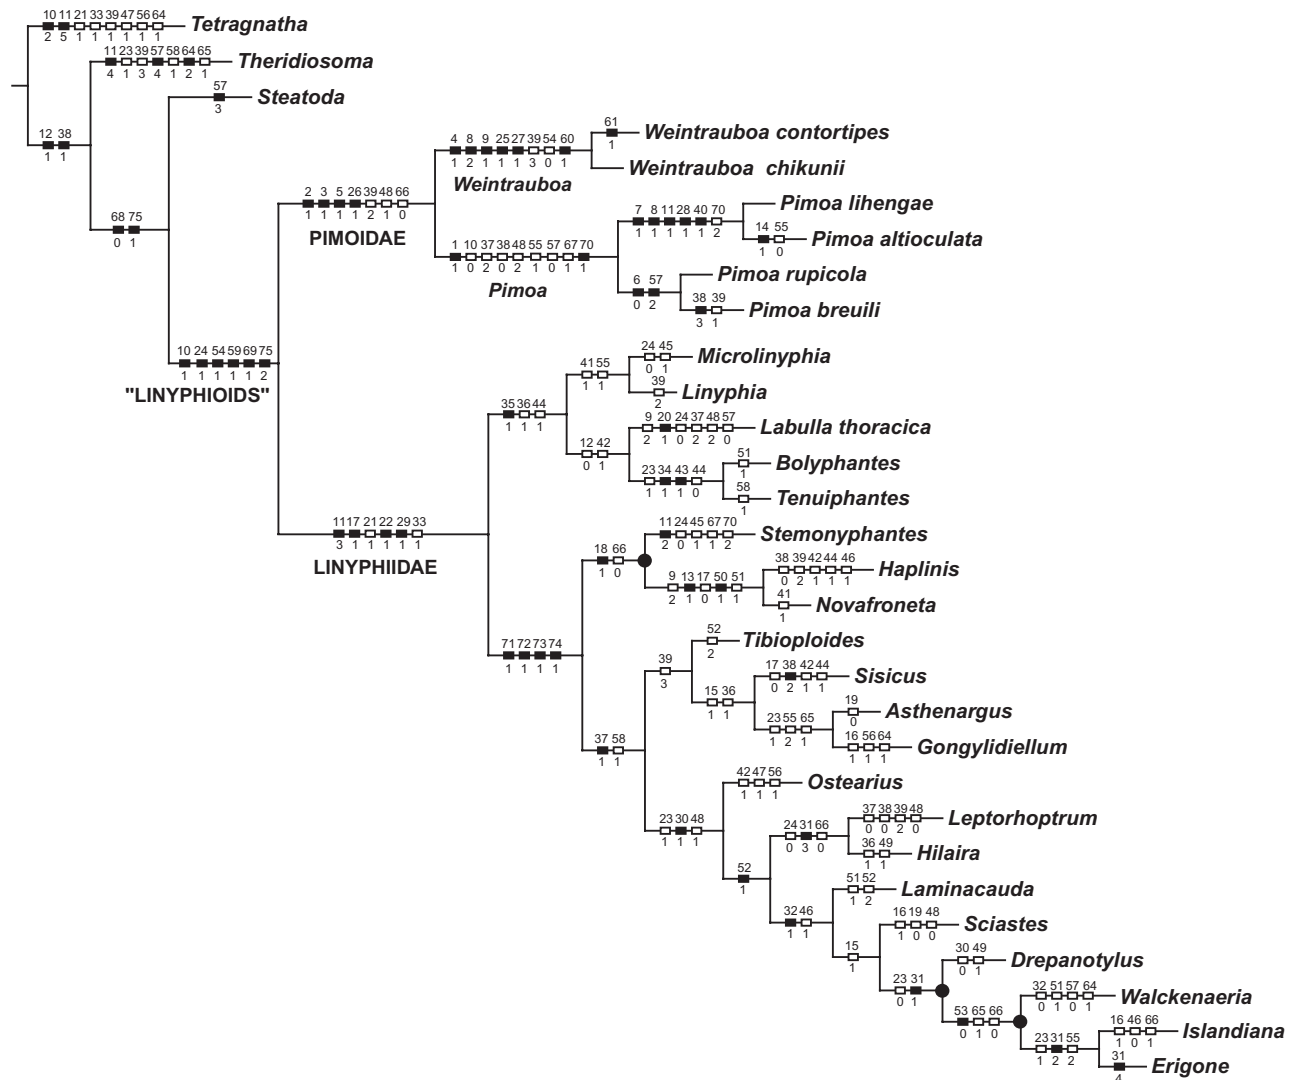 10 11 21 33 39 47 56 64
Tetragnatha
2 5 1 1 1 1 1 1
11 23 39 57 58 64 65
Theridiosoma
4 1 3 4 1 2 1
57
Steatoda
3
12 38
1 1
61
Weintrauboa contortipes
1
4 8 9 25 27 39 54 60
1 2 1 1 1 3 0 1
Weintrauboa
Weintrauboa chikunii
2 3 5 26 39 48 66
1 1 1 1 2 1 0
PIMOIDAE
Pimoa lihengae
7 8 11 28 40 70
1 1 1 1 1 2
14 55
Pimoa altioculata
1 0
68 75
0 1
1 10 37 38 48 55 57 67 70
1 0 2 0 2 1 0 1 1
Pimoa
Pimoa rupicola
6 57
0 2
38 39
Pimoa breuili
3 1
24 45
Microlinyphia
0 1
10 24 54 59 69 75
1 1 1 1 1 2
"LINYPHIOIDS"
41 55
1 1
39
Linyphia
2
35 36 44
1 1 1
9 20 24 37 48 57
Labulla thoracica
2 1 0 2 2 0
12 42
0 1
51
Bolyphantes
1
23 34 43 44
1 1 1 0
58
Tenuiphantes
1
11 17 21 22 29 33
3 1 1 1 1 1
LINYPHIIDAE
11 24 45 67 70
Stemonyphantes
2 0 1 1 2
18 66
1 0
38 39 42 44 46
Haplinis
0 2 1 1 1
9 13 17 50 51
2 1 0 1 1
41
Novafroneta
1
71 72 73 74
1 1 1 1
52
Tibioploides
2
39
3
17 38 42 44
Sisicus
0 2 1 1
15 36
1 1
19
Asthenargus
0
23 55 65
1 2 1
16 56 64
Gongylidiellum
1 1 1
37 58
1 1
42 47 56
Ostearius
1 1 1
23 30 48
1 1 1
37 38 39 48
Leptorhoptrum
0 0 2 0
24 31 66
0 3 0
36 49
Hilaira
1 1
52
1
51 52
Laminacauda
1 2
32 46
1 1
16 19 48
Sciastes
1 0 0
15
1
30 49
Drepanotylus
0 1
23 31
0 1
32 51 57 64
Walckenaeria
0 1 0 1
53 65 66
0 1 0
16 46 66
Islandiana
1 0 1
23 31 55
1 2 2
31
Erigone
4